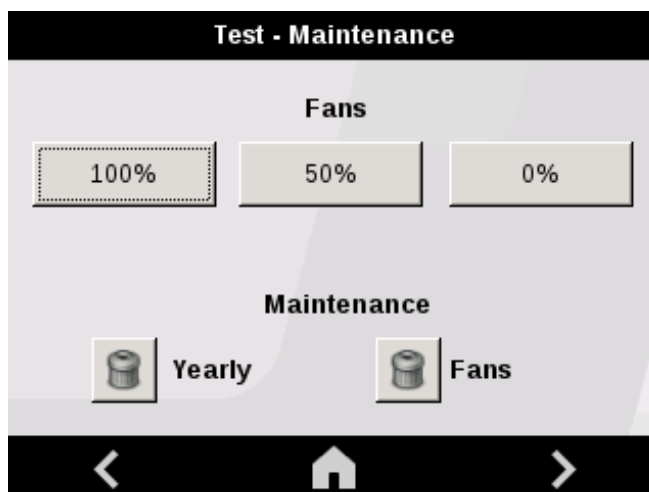 Test - Maintenance
Fans
100% 50% 0%
Maintenance
Yearly Fans